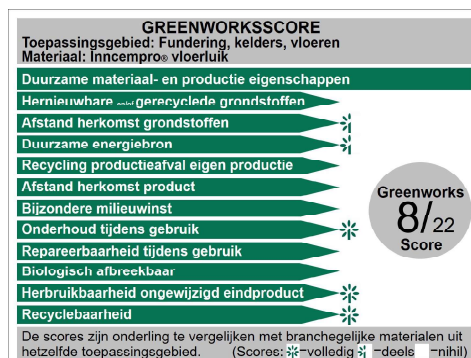 GREENWORKSSCORE
Toepassingsgebied: Fundering, kelders, vloeren
Materiaal: Inncempro® vloerluik
Duurzame materiaal- en productie eigenschappen
Hernieuwbare en/of gerecyclede grondstoffen
Afstand herkomst grondstoffen
Duurzame energiebron
Recycling productieafval eigen productie
Afstand herkomst product
Bijzondere milieuwinst
Onderhoud tijdens gebruik
Repareerbaarheid tijdens gebruik
Biologisch afbreekbaar
Herbruikbaarheid ongewijzigd eindproduct
Recyclebaarheid
Greenworks
8/22
Score
De scores zijn onderling te vergelijken met branchegelijke materialen uit
hetzelfde toepassingsgebied. (Scores: =volledig =deels =nihil)